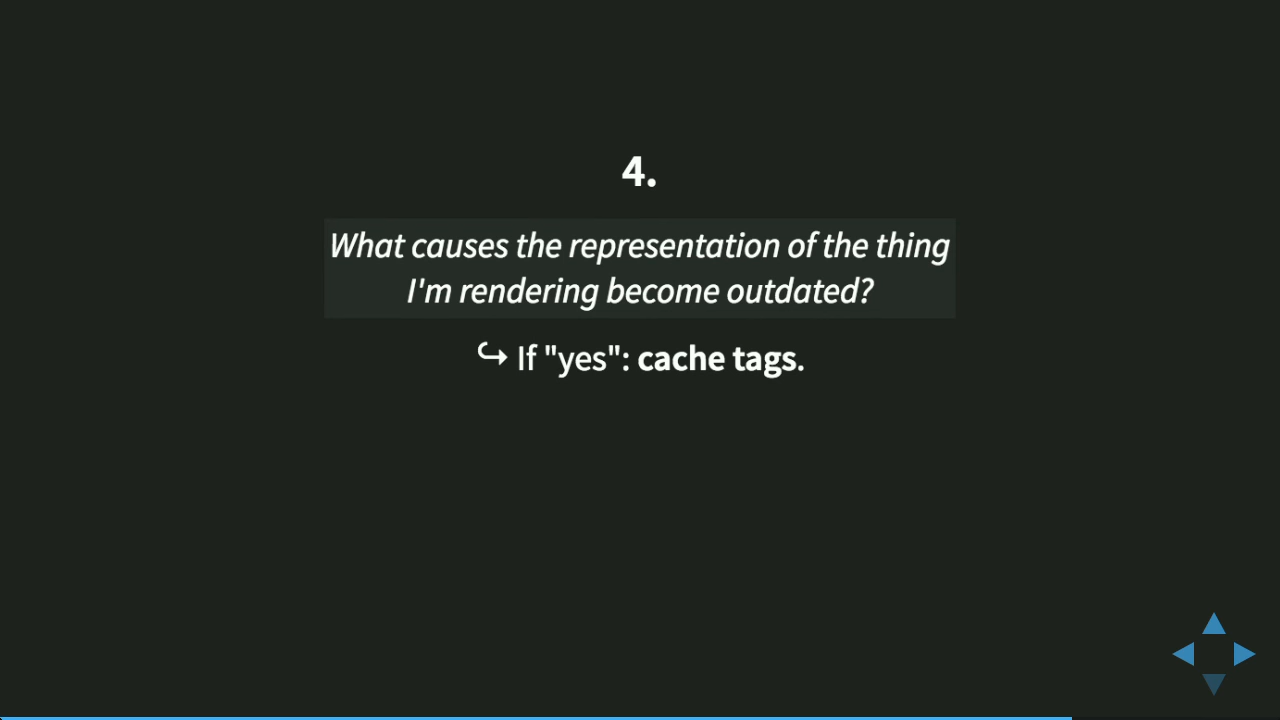 4.
What causes the representation of the thing
I'm rendering become outdated?
↪ If "yes": cache tags.